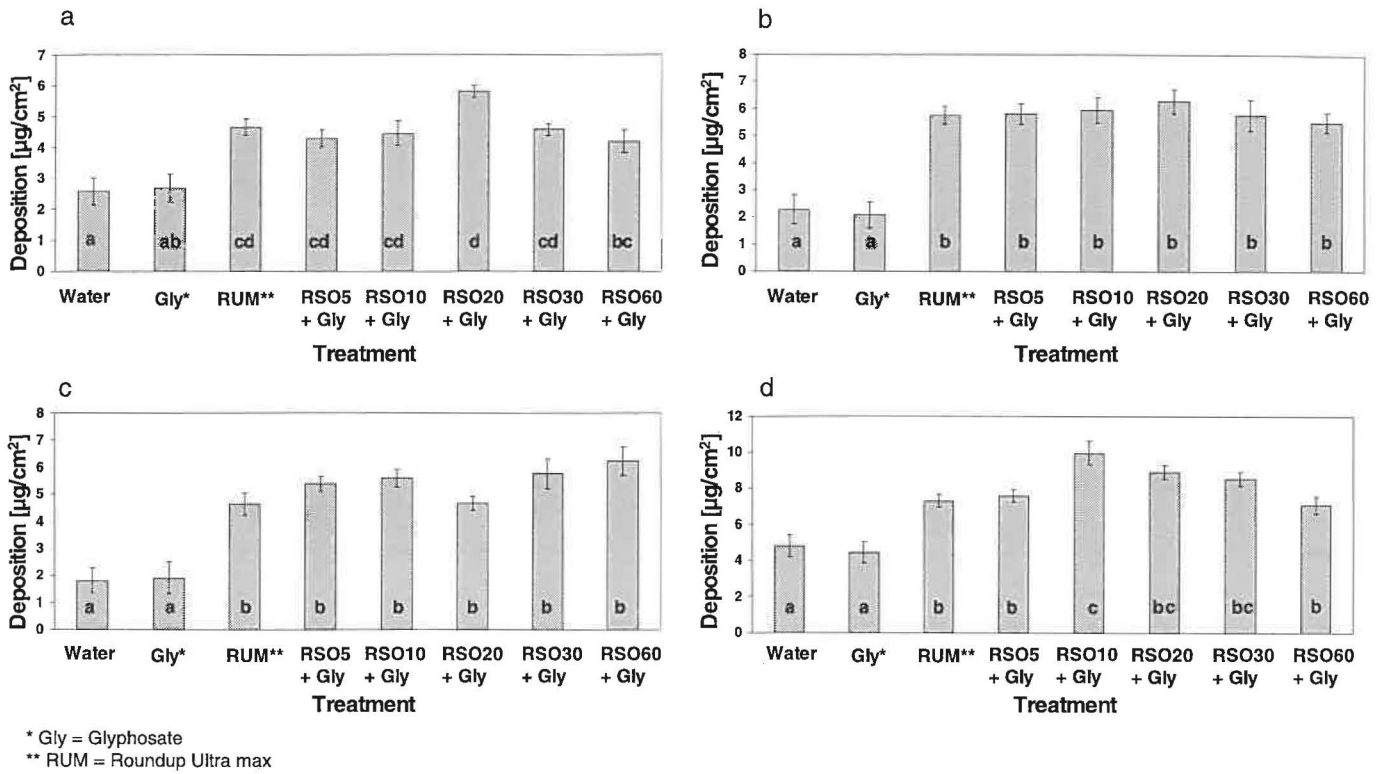 a
Deposition [µg/cm²]
7
6
5
4
3
2
1
0
a
ab
cd
cd
cd
d
cd
bc
Water Gly* RUM** RSO5 RSO10 RSO20 RSO30 RSO60
+ Gly + Gly + Gly + Gly + Gly
Treatment
b
Deposition [µg/cm²]
8
7
6
5
4
3
2
1
0
a
a
b
b
b
b
b
b
Water Gly* RUM** RSO5 RSO10 RSO20 RSO30 RSO60
+ Gly + Gly + Gly + Gly + Gly
Treatment
c
Deposition [µg/cm²]
8
7
6
5
4
3
2
1
0
a
a
b
b
b
b
b
b
Water Gly* RUM** RSO5 RSO10 RSO20 RSO30 RSO60
+ Gly + Gly + Gly + Gly + Gly
Treatment
d
Deposition [µg/cm²]
12
10
8
6
4
2
0
a
a
b
b
c
bc
bc
b
Water Gly* RUM** RSO5 RSO10 RSO20 RSO30 RSO60
+ Gly + Gly + Gly + Gly + Gly
Treatment
* Gly = Glyphosate
** RUM = Roundup Ultra max